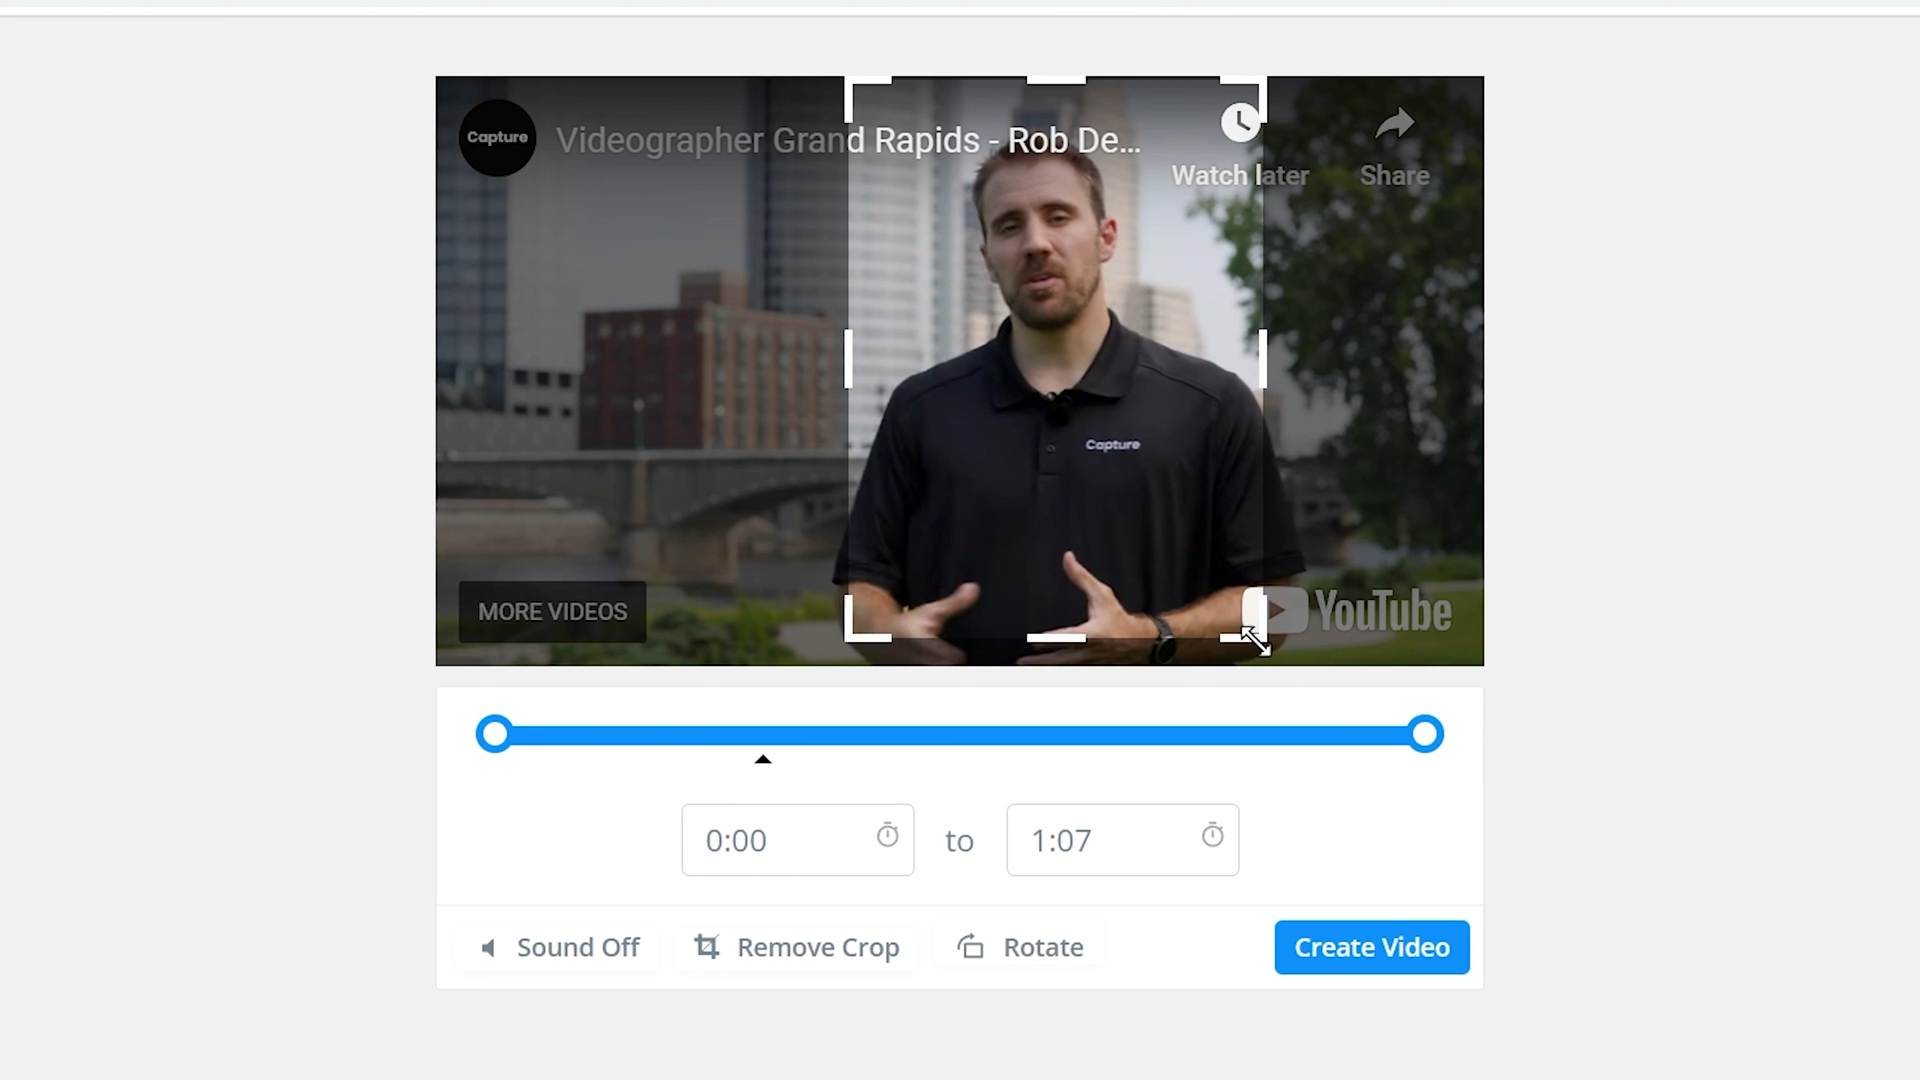 Capture
Videographer Grand Rapids - Rob De...
Watch later
Share
Capture
MORE VIDEOS
YouTube
0:00 to 1:07
Sound Off
Remove Crop
Rotate
Create Video